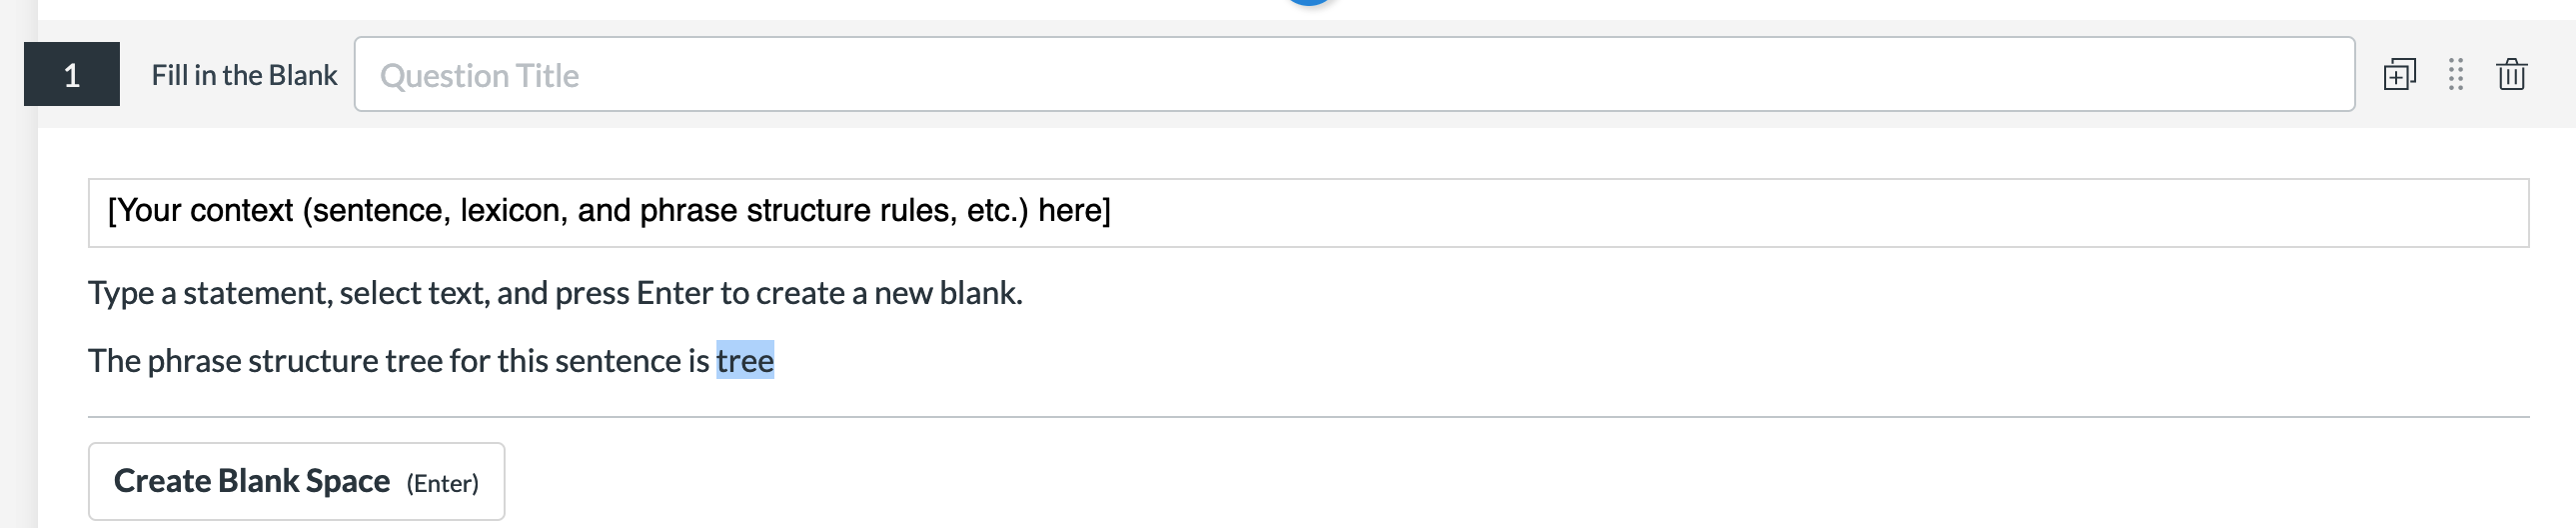 1 Fill in the Blank Question Title
[Your context (sentence, lexicon, and phrase structure rules, etc.) here]
Type a statement, select text, and press Enter to create a new blank.
The phrase structure tree for this sentence is tree
Create Blank Space (Enter)